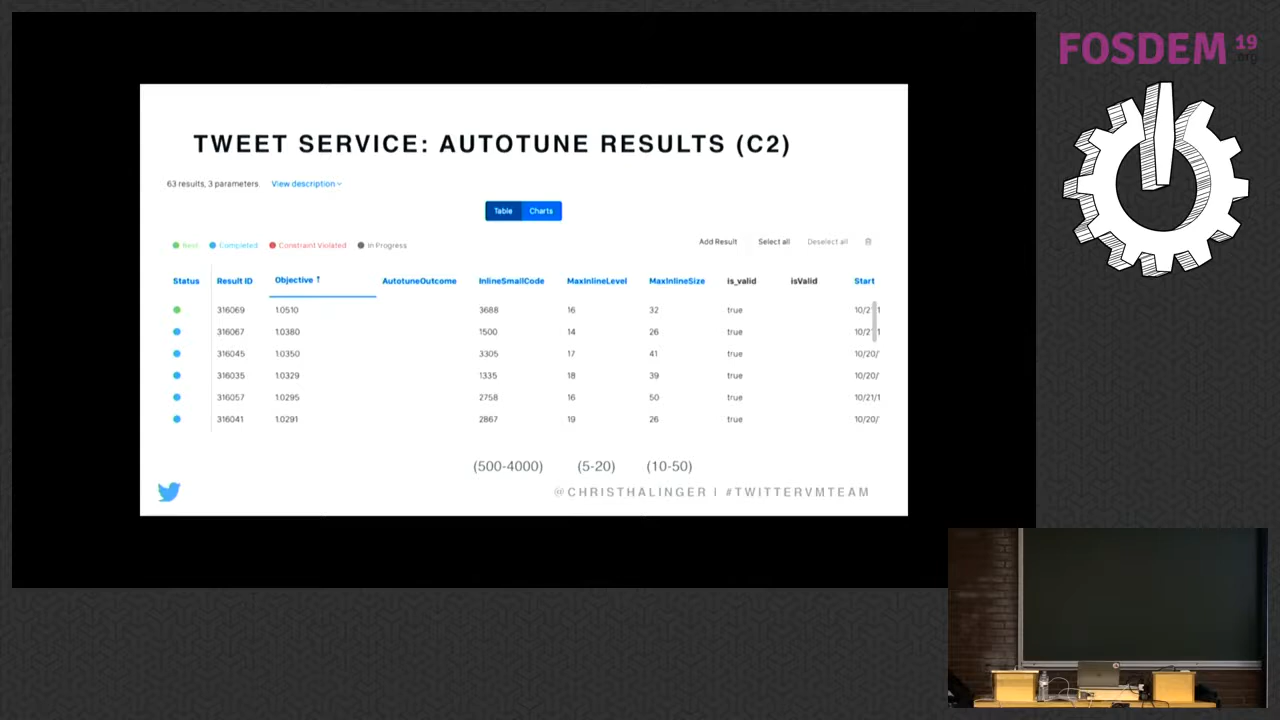 FOSDEM 19
.org
TWEET SERVICE: AUTOTUNE RESULTS (C2)
63 results, 3 parameters. View description
Table Charts
Best Completed Constraint Violated In Progress Add Result Select all Deselect all
Status Result ID Objective ↑ AutotuneOutcome InlineSmallCode MaxInlineLevel MaxInlineSize is_valid isValid Start
316069 1.0510 3688 16 32 true
316067 1.0380 1500 14 26 true
316045 1.0350 3305 17 41 true 10/20/
316035 1.0329 1335 18 39 true 10/20/
316057 1.0295 2758 16 50 true 10/21/1
316041 1.0291 2867 19 26 true 10/20/
(500-4000) (5-20) (10-50)
@CHRISTHALINGER | #TWITTERVMTEAM